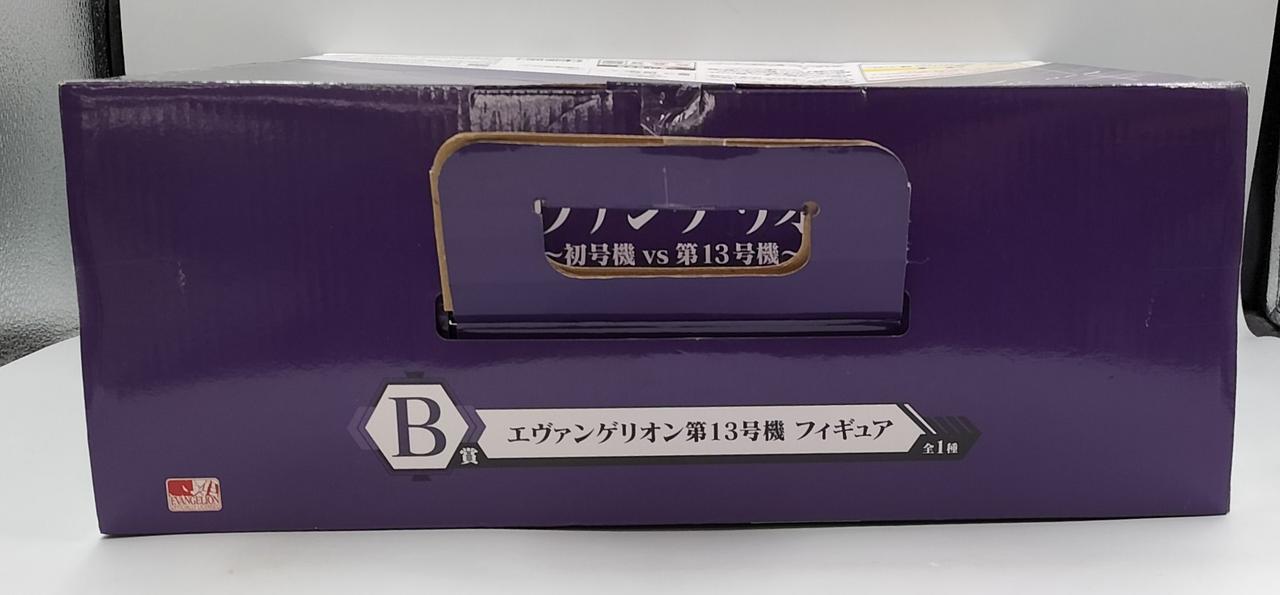 ～初号機 vs 第13号機～
B賞
エヴァンゲリオン第13号機 フィギュア
全1種
EVANGELION